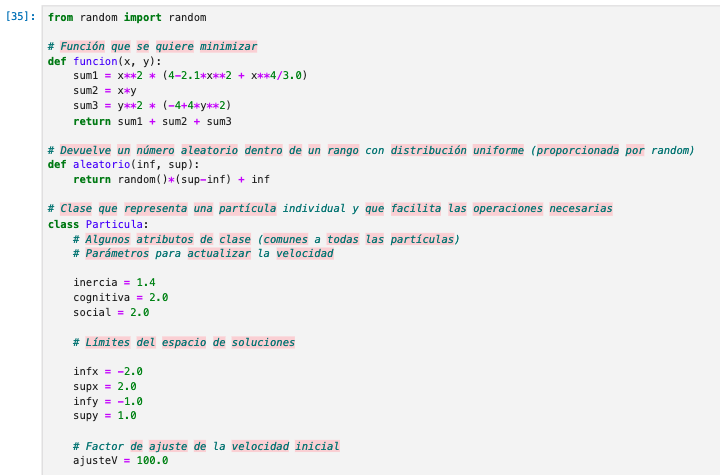 [35]: from random import random
# Función que se quiere minimizar
def funcion(x, y):
    sum1 = x**2 * (4-2.1*x**2 + x**4/3.0)
    sum2 = x*y
    sum3 = y**2 * (-4+4*y**2)
    return sum1 + sum2 + sum3
# Devuelve un número aleatorio dentro de un rango con distribución uniforme (proporcionada por random)
def aleatorio(inf, sup):
    return random()*(sup-inf) + inf
# Clase que representa una partícula individual y que facilita las operaciones necesarias
class Particula:
    # Algunos atributos de clase (comunes a todas las partículas)
    # Parámetros para actualizar la velocidad
    inercia = 1.4
    cognitiva = 2.0
    social = 2.0
    # Límites del espacio de soluciones
    infx = -2.0
    supx = 2.0
    infy = -1.0
    supy = 1.0
    # Factor de ajuste de la velocidad inicial
    ajusteV = 100.0